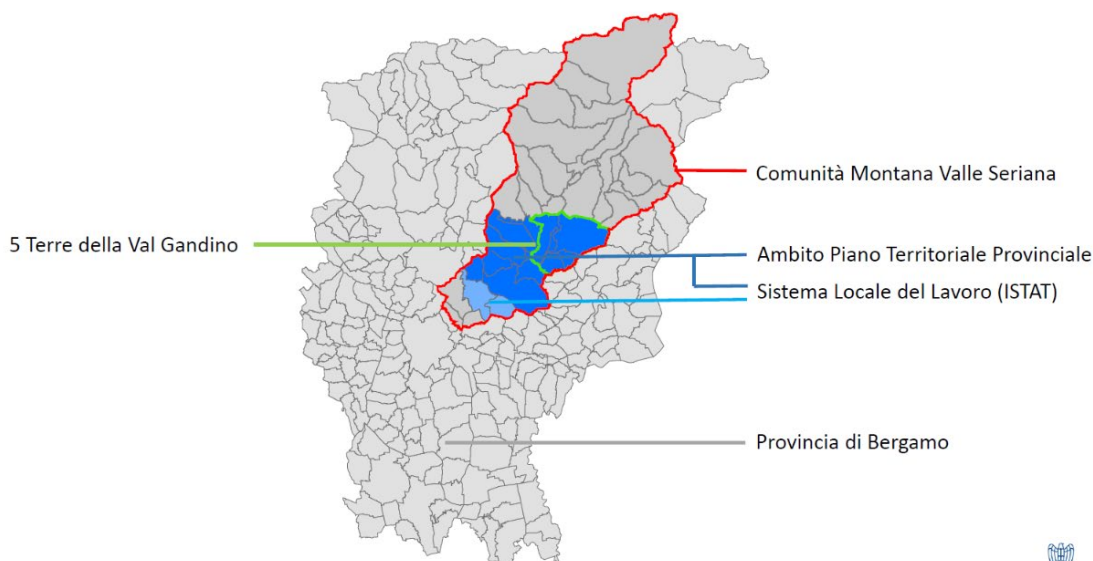 Comunità Montana Valle Seriana
5 Terre della Val Gandino
Ambito Piano Territoriale Provinciale
Sistema Locale del Lavoro (ISTAT)
Provincia di Bergamo